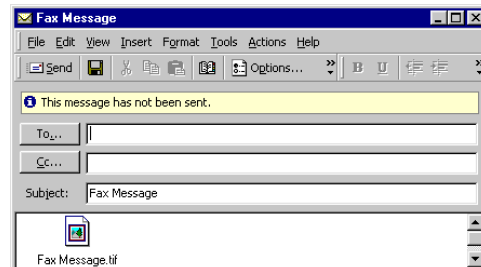 Fax Message
File Edit View Insert Format Tools Actions Help
Send Options... B U
This message has not been sent.
To...
Cc...
Subject: Fax Message
Fax Message.tif